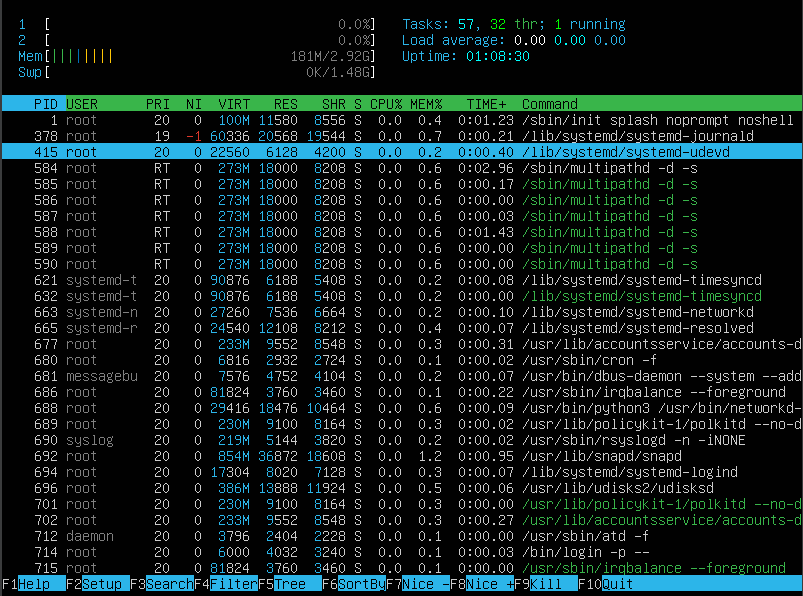 1 [ 0.0%] Tasks: 57, 32 thr; 1 running
2 [ 0.0%] Load average: 0.00 0.00 0.00
Mem[||||||||| 181M/2.92G] Uptime: 01:08:30
Swp[ 0K/1.48G]
PID USER PRI NI VIRT RES SHR S CPU% MEM% TIME+ Command
1 root 20 0 100M 11580 8556 S 0.0 0.4 0:01.23 /sbin/init splash noprompt noshell
378 root 19 -1 60336 20568 19544 S 0.0 0.7 0:00.21 /lib/systemd/systemd-journald
415 root 20 0 22560 6128 4200 S 0.0 0.2 0:00.40 /lib/systemd/systemd-udevd
584 root RT 0 273M 18000 8208 S 0.0 0.6 0:02.96 /sbin/multipathd -d -s
585 root RT 0 273M 18000 8208 S 0.0 0.6 0:00.17 /sbin/multipathd -d -s
586 root RT 0 273M 18000 8208 S 0.0 0.6 0:00.00 /sbin/multipathd -d -s
587 root RT 0 273M 18000 8208 S 0.0 0.6 0:00.03 /sbin/multipathd -d -s
588 root RT 0 273M 18000 8208 S 0.0 0.6 0:01.43 /sbin/multipathd -d -s
589 root RT 0 273M 18000 8208 S 0.0 0.6 0:00.00 /sbin/multipathd -d -s
590 root RT 0 273M 18000 8208 S 0.0 0.6 0:00.00 /sbin/multipathd -d -s
621 systemd-t 20 0 90876 6188 5408 S 0.0 0.2 0:00.08 /lib/systemd/systemd-timesyncd
632 systemd-t 20 0 90876 6188 5408 S 0.0 0.2 0:00.00 /lib/systemd/systemd-timesyncd
663 systemd-n 20 0 27260 7536 6664 S 0.0 0.2 0:00.10 /lib/systemd/systemd-networkd
665 systemd-r 20 0 24540 12108 8212 S 0.0 0.4 0:00.07 /lib/systemd/systemd-resolved
677 root 20 0 233M 9552 8548 S 0.0 0.3 0:00.31 /usr/lib/accountsservice/accounts-d
680 root 20 0 6816 2932 2724 S 0.0 0.1 0:00.02 /usr/sbin/cron -f
681 messagebu 20 0 7576 4752 4104 S 0.0 0.2 0:00.07 /usr/bin/dbus-daemon --system --add
686 root 20 0 81824 3760 3460 S 0.0 0.1 0:00.22 /usr/sbin/irqbalance --foreground
688 root 20 0 29416 18476 10464 S 0.0 0.6 0:00.09 /usr/bin/python3 /usr/bin/networkd-
689 root 20 0 230M 9100 8164 S 0.0 0.3 0:00.02 /usr/lib/policykit-1/polkitd --no-d
690 syslog 20 0 219M 5144 3820 S 0.0 0.2 0:00.02 /usr/sbin/rsyslogd -n -iNONE
692 root 20 0 854M 36872 18608 S 0.0 1.2 0:00.95 /usr/lib/snapd/snapd
694 root 20 0 17304 8020 7128 S 0.0 0.3 0:00.07 /lib/systemd/systemd-logind
696 root 20 0 386M 13888 11924 S 0.0 0.5 0:00.06 /usr/lib/udisks2/udisksd
701 root 20 0 230M 9100 8164 S 0.0 0.3 0:00.00 /usr/lib/policykit-1/polkitd --no-d
702 root 20 0 233M 9552 8548 S 0.0 0.3 0:00.27 /usr/lib/accountsservice/accounts-d
712 daemon 20 0 3796 2404 2228 S 0.0 0.1 0:00.00 /usr/sbin/atd -f
714 root 20 0 6000 4032 3240 S 0.0 0.1 0:00.03 /bin/login -p --
715 root 20 0 81824 3760 3460 S 0.0 0.1 0:00.00 /usr/sbin/irqbalance --foreground
F1Help F2Setup F3SearchF4FilterF5Tree F6SortByF7Nice -F8Nice +F9Kill F10Quit